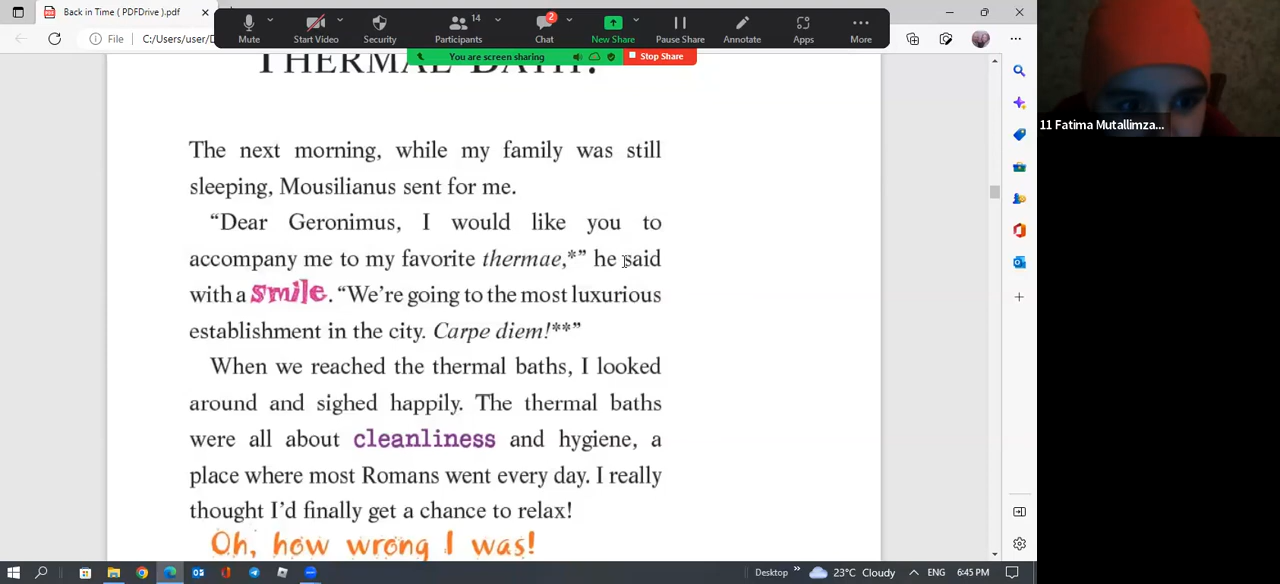 Back in Time ( PDFDrive ).pdf
File
C:/Users/user/D
Mute
Start Video
Security
14
Participants
2
Chat
New Share
Pause Share
Annotate
Apps
More
You are screen sharing
Stop Share
THERMAL BATH!
The next morning, while my family was still
sleeping, Mousilianus sent for me.
“Dear Geronimus, I would like you to
accompany me to my favorite thermae,*” he said
with a smile. “We’re going to the most luxurious
establishment in the city. Carpe diem!**”
When we reached the thermal baths, I looked
around and sighed happily. The thermal baths
were all about cleanliness and hygiene, a
place where most Romans went every day. I really
thought I’d finally get a chance to relax!
Oh, how wrong I was!
11 Fatima Mutallimza...
Desktop
23°C Cloudy
ENG
6:45 PM